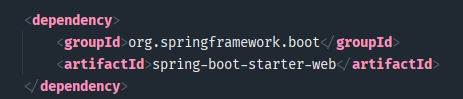 <dependency>
<groupId>org.springframework.boot</groupId>
<artifactId>spring-boot-starter-web</artifactId>
</dependency>